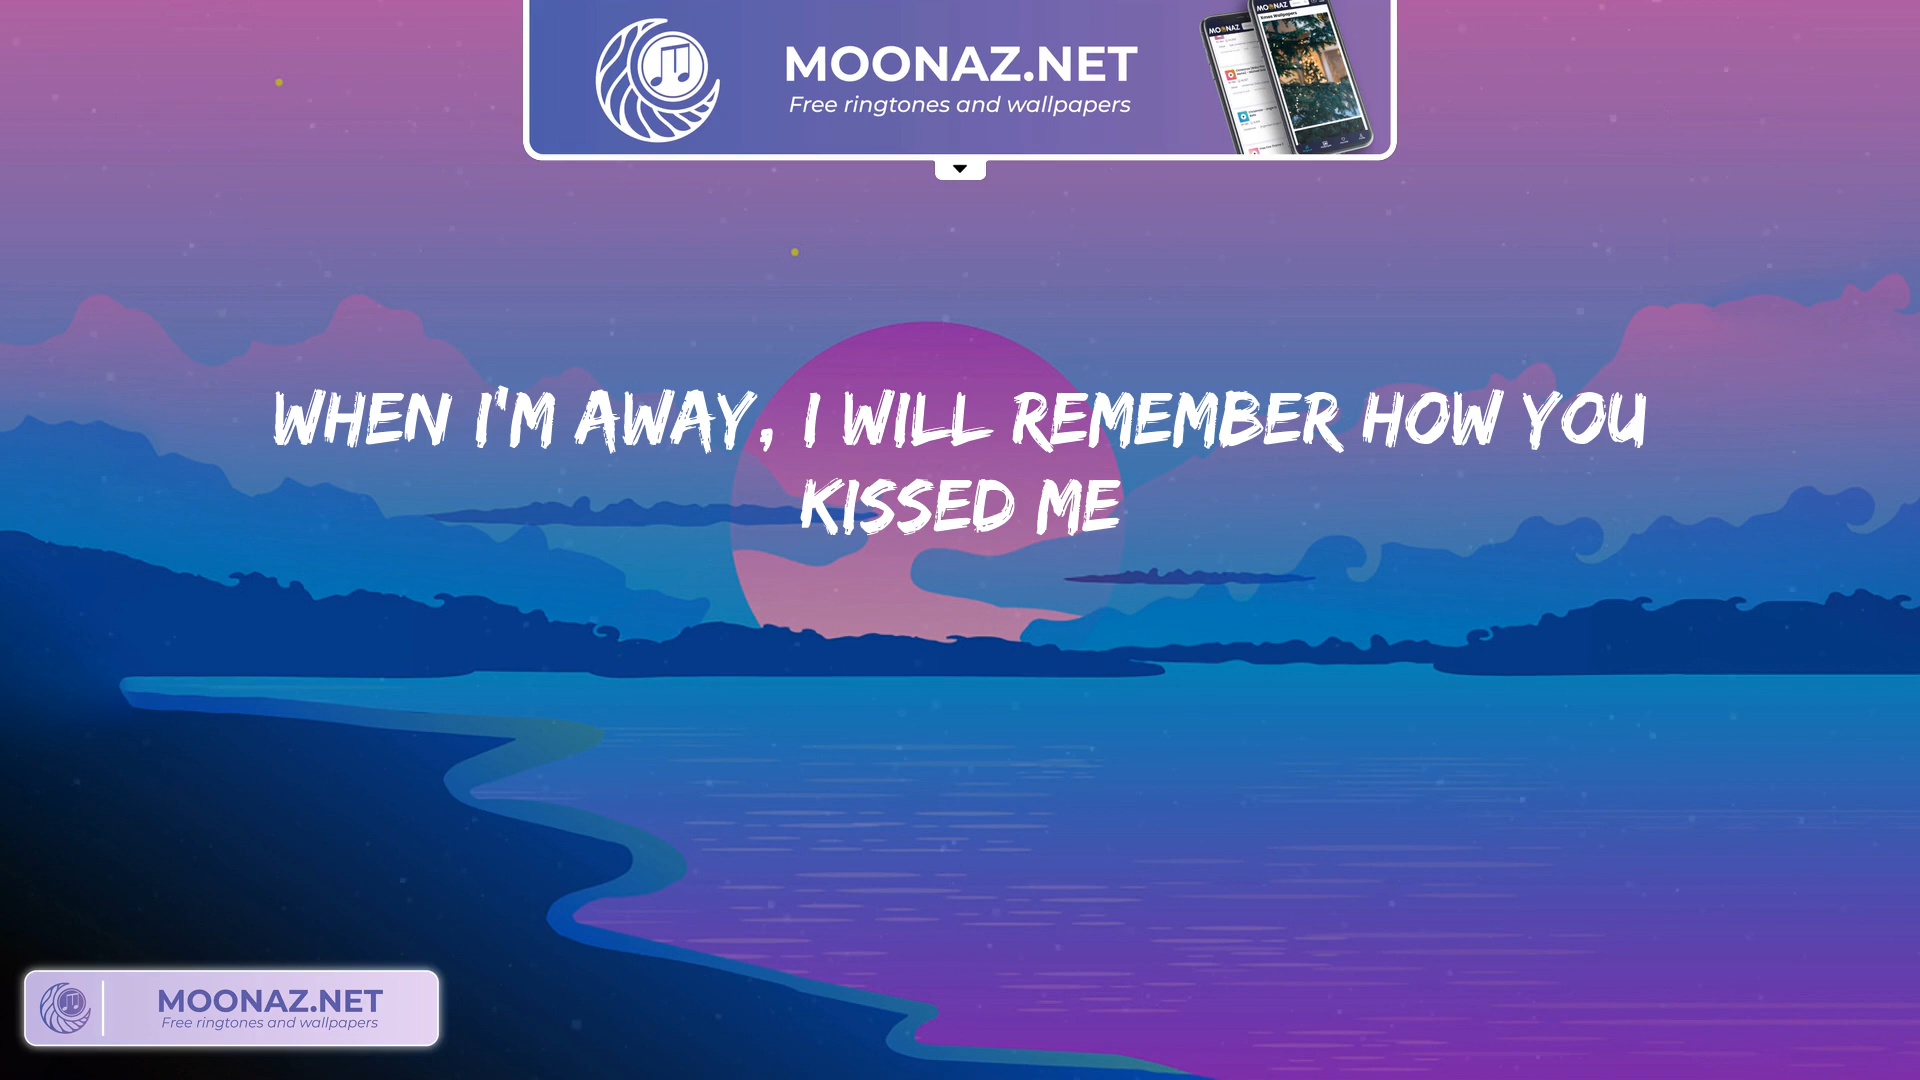 MOONAZ.NET
Free ringtones and wallpapers
WHEN I'M AWAY, I WILL REMEMBER HOW YOU
KISSED ME
MOONAZ.NET
Free ringtones and wallpapers